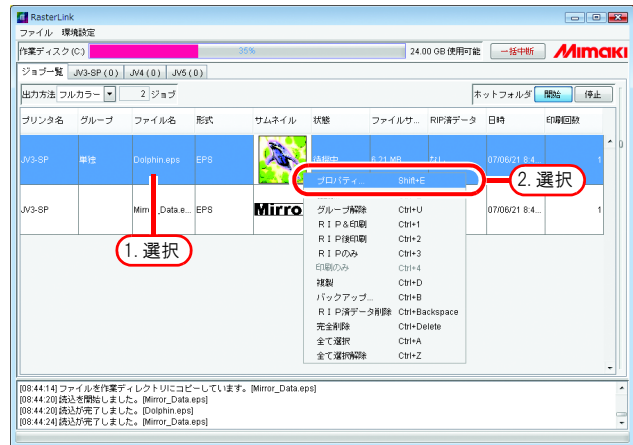 RasterLink
ファイル 環境設定
作業ディスク(C:) 35% 24.00 GB 使用可能 一括中断 Mimaki
ジョブ一覧 JV3-SP(0) JV4(0) JV5(0)
出力方法 フルカラー 2 ジョブ ホットフォルダ 開始 停止
プリンタ名 グループ ファイル名 形式 サムネイル 状態 ファイルサ... RIP済データ 日時 印刷回数
JV3-SP 単独 Dolphin.eps EPS 待機中 6.21 MB なし 07/06/21 8:4... 1
プロパティ... Shift+E
2. 選択
JV3-SP Mirro _Data.e... EPS Mirro 07/06/21 8:4... 1
グループ解除 Ctrl+U
RIP&印刷 Ctrl+1
RIP後印刷 Ctrl+2
RIPのみ Ctrl+3
印刷のみ Ctrl+4
複製 Ctrl+D
バックアップ... Ctrl+B
RIP済データ削除 Ctrl+Backspace
完全削除 Ctrl+Delete
全て選択 Ctrl+A
全て選択解除 Ctrl+Z
1. 選択
[08:44:14] ファイルを作業ディレクトリにコピーしています。[Mirror_Data.eps]
[08:44:20] 読込を開始しました。[Mirror_Data.eps]
[08:44:20] 読込が完了しました。[Dolphin.eps]
[08:44:24] 読込が完了しました。[Mirror_Data.eps]